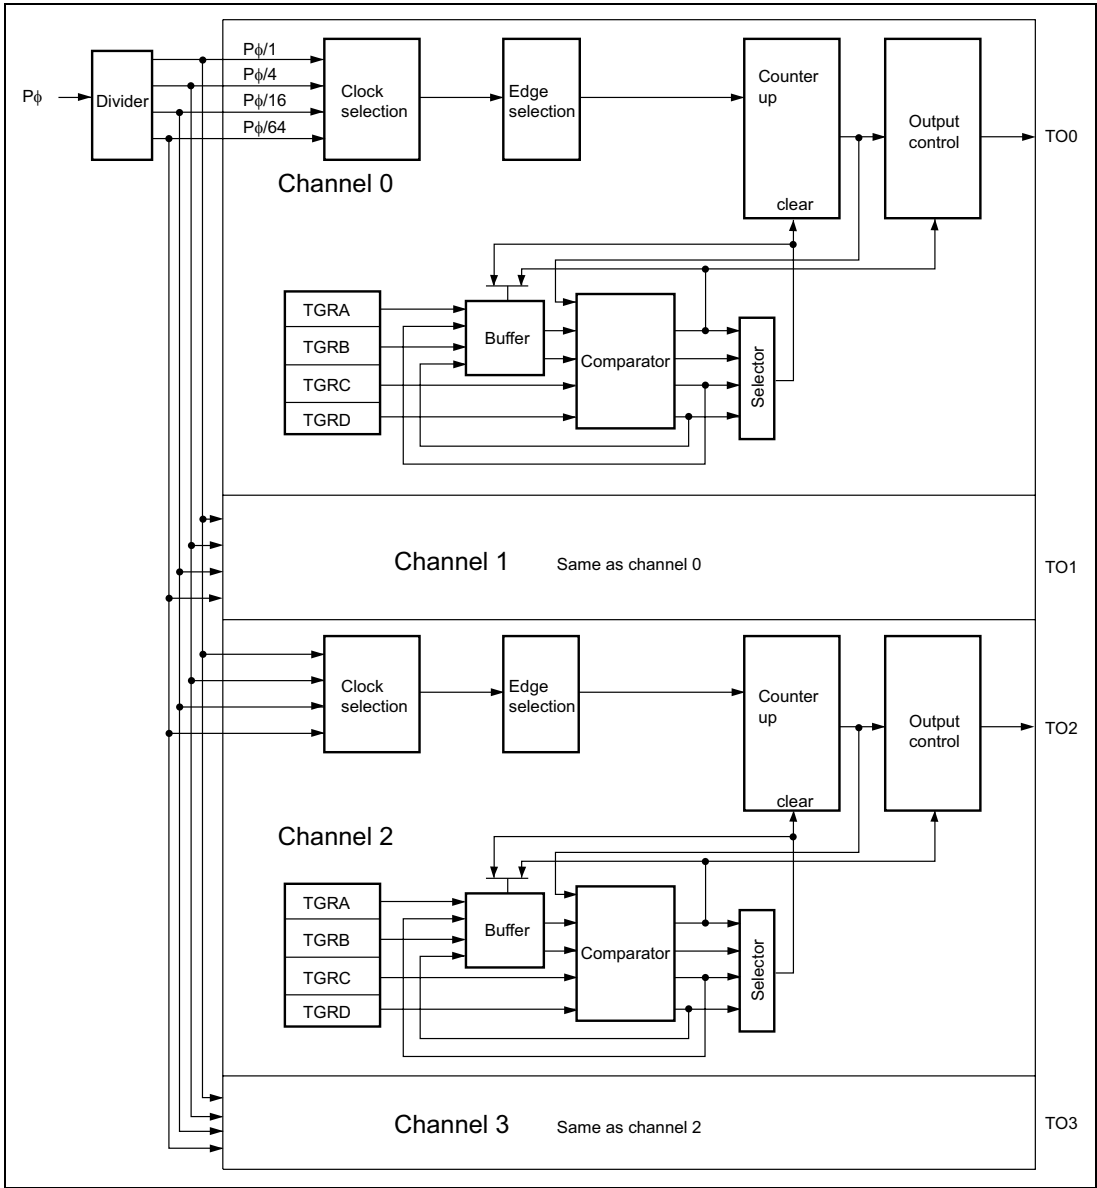 Pϕ
Divider
Pϕ/1
Pϕ/4
Pϕ/16
Pϕ/64
Clock
selection
Edge
selection
Counter
up
clear
Output
control
TO0
Channel 0
TGRA
TGRB
TGRC
TGRD
Buffer
Comparator
Selector
Channel 1
Same as channel 0
TO1
Clock
selection
Edge
selection
Counter
up
clear
Output
control
TO2
Channel 2
TGRA
TGRB
TGRC
TGRD
Buffer
Comparator
Selector
Channel 3
Same as channel 2
TO3